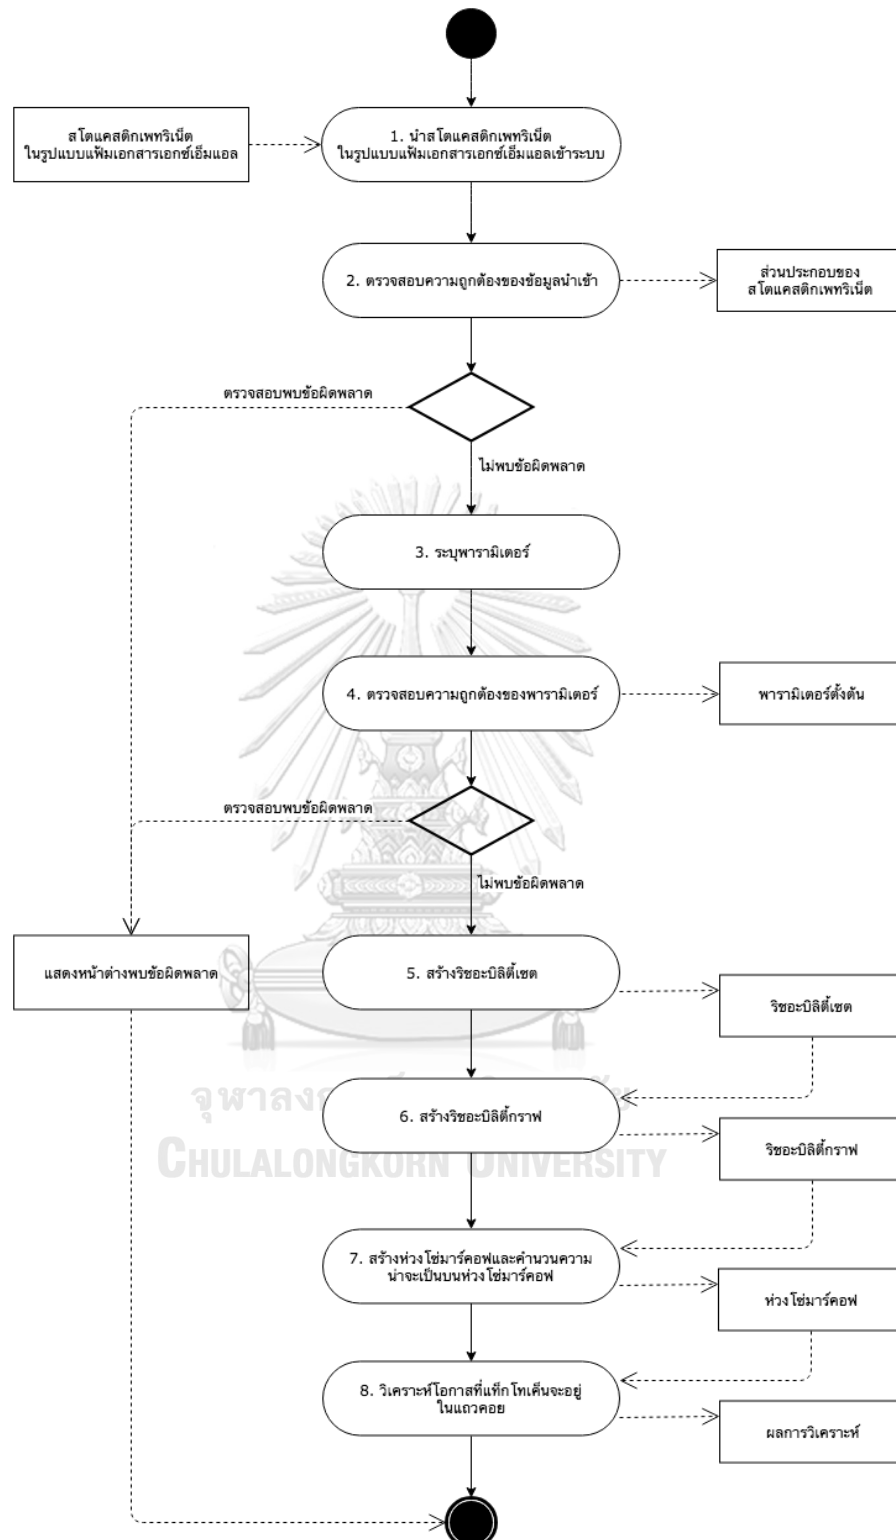 สโตแคสติกเพทริเน็ต
ในรูปแบบแฟ้มเอกสารเอกซ์เอ็มแอล
1. นำสโตแคสติกเพทริเน็ต
ในรูปแบบแฟ้มเอกสารเอกซ์เอ็มแอลเข้าระบบ
2. ตรวจสอบความถูกต้องของข้อมูลนำเข้า
ส่วนประกอบของ
สโตแคสติกเพทริเน็ต
ตรวจสอบพบข้อผิดพลาด
ไม่พบข้อผิดพลาด
3. ระบุพารามิเตอร์
4. ตรวจสอบความถูกต้องของพารามิเตอร์
พารามิเตอร์ตั้งต้น
ตรวจสอบพบข้อผิดพลาด
ไม่พบข้อผิดพลาด
แสดงหน้าต่างพบข้อผิดพลาด
5. สร้างริชอะบิลิตี้เซต
ริชอะบิลิตี้เซต
6. สร้างริชอะบิลิตี้กราฟ
ริชอะบิลิตี้กราฟ
CHULALONGKORN UNIVERSITY
7. สร้างห่วงโซ่มาร์คอฟและคำนวนความ
น่าจะเป็นบนห่วงโซ่มาร์คอฟ
ห่วงโซ่มาร์คอฟ
8. วิเคราะห์โอกาสที่แท็กโทเค็นจะอยู่
ในแถวคอย
ผลการวิเคราะห์